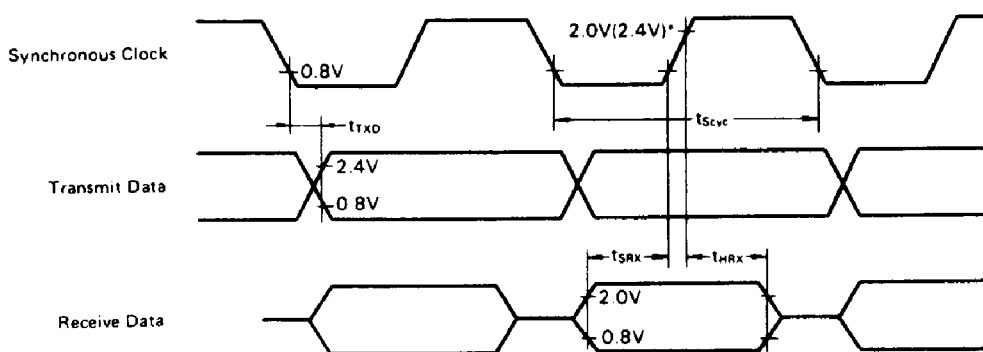 2.0V(2.4V)*
Synchronous Clock
0.8V
tScyc
tTXD
2.4V
Transmit Data
0.8V
tSRX
tHRX
2.0V
Receive Data
0.8V